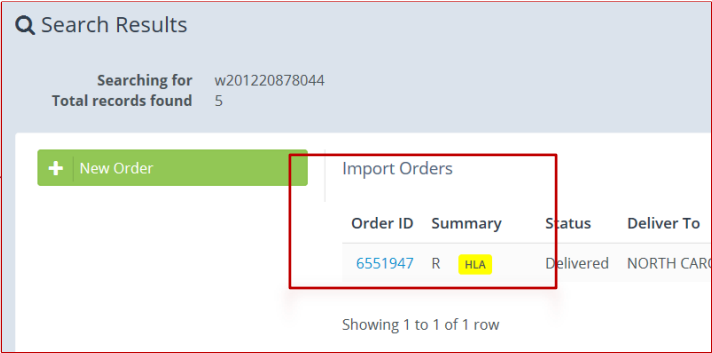 Search Results
Searching for w201220878044
Total records found 5
New Order
Import Orders
Order ID Summary Status Deliver To
6551947 R HLA Delivered NORTH CARO
Showing 1 to 1 of 1 row